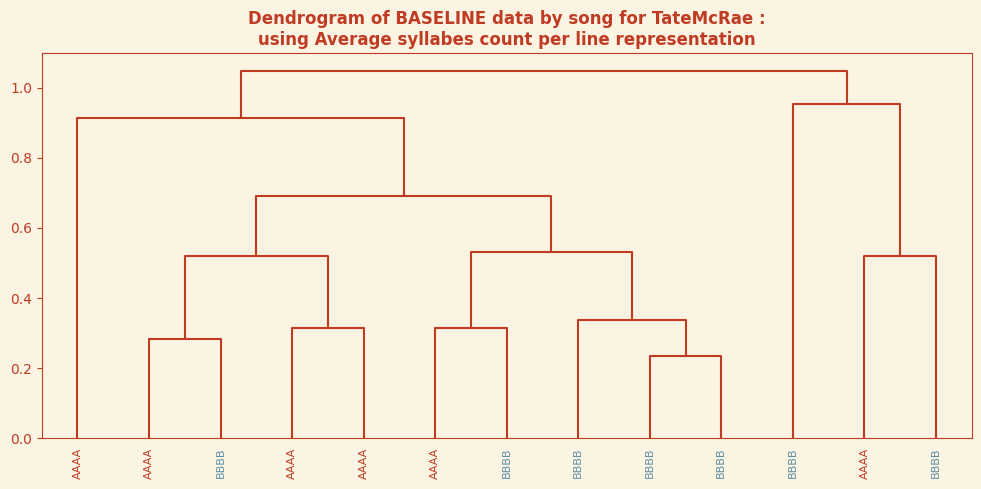 Dendrogram of BASELINE data by song for TateMcRae :
using Average syllabes count per line representation
1.0
0.8
0.6
0.4
0.2
0.0
AAAA AAAA BBBB AAAA AAAA AAAA BBBB BBBB BBBB BBBB BBBB AAAA BBBB